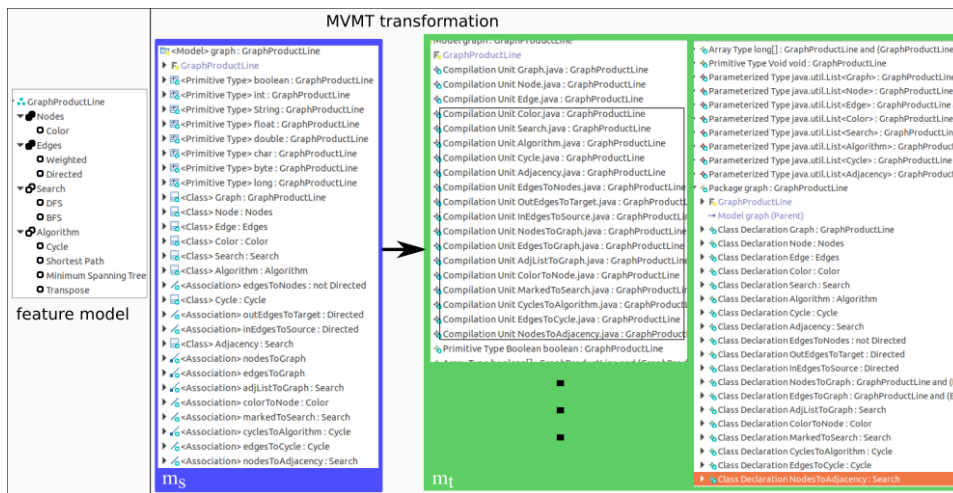 MVMT transformation
GraphProductLine
Nodes
Color
Edges
Weighted
Directed
Search
DFS
BFS
Algorithm
Cycle
Shortest Path
Minimum Spanning Tree
Transpose
feature model
<Model> graph : GraphProductLine
GraphProductLine
<Primitive Type> boolean : GraphProductLine
<Primitive Type> int : GraphProductLine
<Primitive Type> String : GraphProductLine
<Primitive Type> float : GraphProductLine
<Primitive Type> double : GraphProductLine
<Primitive Type> char : GraphProductLine
<Primitive Type> byte : GraphProductLine
<Primitive Type> long : GraphProductLine
<Class> Graph : GraphProductLine
<Class> Node : Nodes
<Class> Edge : Edges
<Class> Color : Color
<Class> Search : Search
<Class> Algorithm : Algorithm
<Association> edgesToNodes : not Directed
<Class> Cycle : Cycle
<Association> outEdgesToTarget : Directed
<Association> inEdgesToSource : Directed
<Class> Adjacency : Search
<Association> nodesToGraph
<Association> edgesToGraph
<Association> adjListToGraph : Search
<Association> colorToNode : Color
<Association> markedToSearch : Search
<Association> cyclesToAlgorithm : Cycle
<Association> edgesToCycle : Cycle
<Association> nodesToAdjacency : Search
ms
Model graph : GraphProductLine
GraphProductLine
Compilation Unit Graph.java : GraphProductLine
Compilation Unit Node.java : GraphProductLine
Compilation Unit Edge.java : GraphProductLine
Compilation Unit Color.java : GraphProductLine
Compilation Unit Search.java : GraphProductLine
Compilation Unit Algorithm.java : GraphProductLine
Compilation Unit Cycle.java : GraphProductLine
Compilation Unit Adjacency.java : GraphProductLine
Compilation Unit EdgesToNodes.java : GraphProductLine
Compilation Unit OutEdgesToTarget.java : GraphProductL
Compilation Unit InEdgesToSource.java : GraphProductLi
Compilation Unit NodesToGraph.java : GraphProductLine
Compilation Unit EdgesToGraph.java : GraphProductLine
Compilation Unit AdjListToGraph.java : GraphProductLine
Compilation Unit ColorToNode.java : GraphProductLine
Compilation Unit MarkedToSearch.java : GraphProductLi
Compilation Unit CyclesToAlgorithm.java : GraphProductL
Compilation Unit EdgesToCycle.java : GraphProductLine
Compilation Unit NodesToAdjacency.java : GraphProductL
Primitive Type Boolean boolean : GraphProductLine
mt
Array Type long[] : GraphProductLine and (GraphProductLine
Primitive Type Void void : GraphProductLine
Parameterized Type java.util.List<Graph> : GraphProductLine
Parameterized Type java.util.List<Node> : GraphProductLine
Parameterized Type java.util.List<Edge> : GraphProductLine
Parameterized Type java.util.List<Color> : GraphProductLine
Parameterized Type java.util.List<Search> : GraphProductLine
Parameterized Type java.util.List<Algorithm> : GraphProductLine
Parameterized Type java.util.List<Cycle> : GraphProductLine
Parameterized Type java.util.List<Adjacency> : GraphProductLine
Package graph : GraphProductLine
GraphProductLine
Model graph (Parent)
Class Declaration Graph : GraphProductLine
Class Declaration Node : Nodes
Class Declaration Edge : Edges
Class Declaration Color : Color
Class Declaration Search : Search
Class Declaration Algorithm : Algorithm
Class Declaration Cycle : Cycle
Class Declaration Adjacency : Search
Class Declaration EdgesToNodes : not Directed
Class Declaration OutEdgesToTarget : Directed
Class Declaration InEdgesToSource : Directed
Class Declaration NodesToGraph : GraphProductLine and (
Class Declaration EdgesToGraph : GraphProductLine and (E
Class Declaration AdjListToGraph : Search
Class Declaration ColorToNode : Color
Class Declaration MarkedToSearch : Search
Class Declaration CyclesToAlgorithm : Cycle
Class Declaration EdgesToCycle : Cycle
Class Declaration NodesToAdjacency : Search